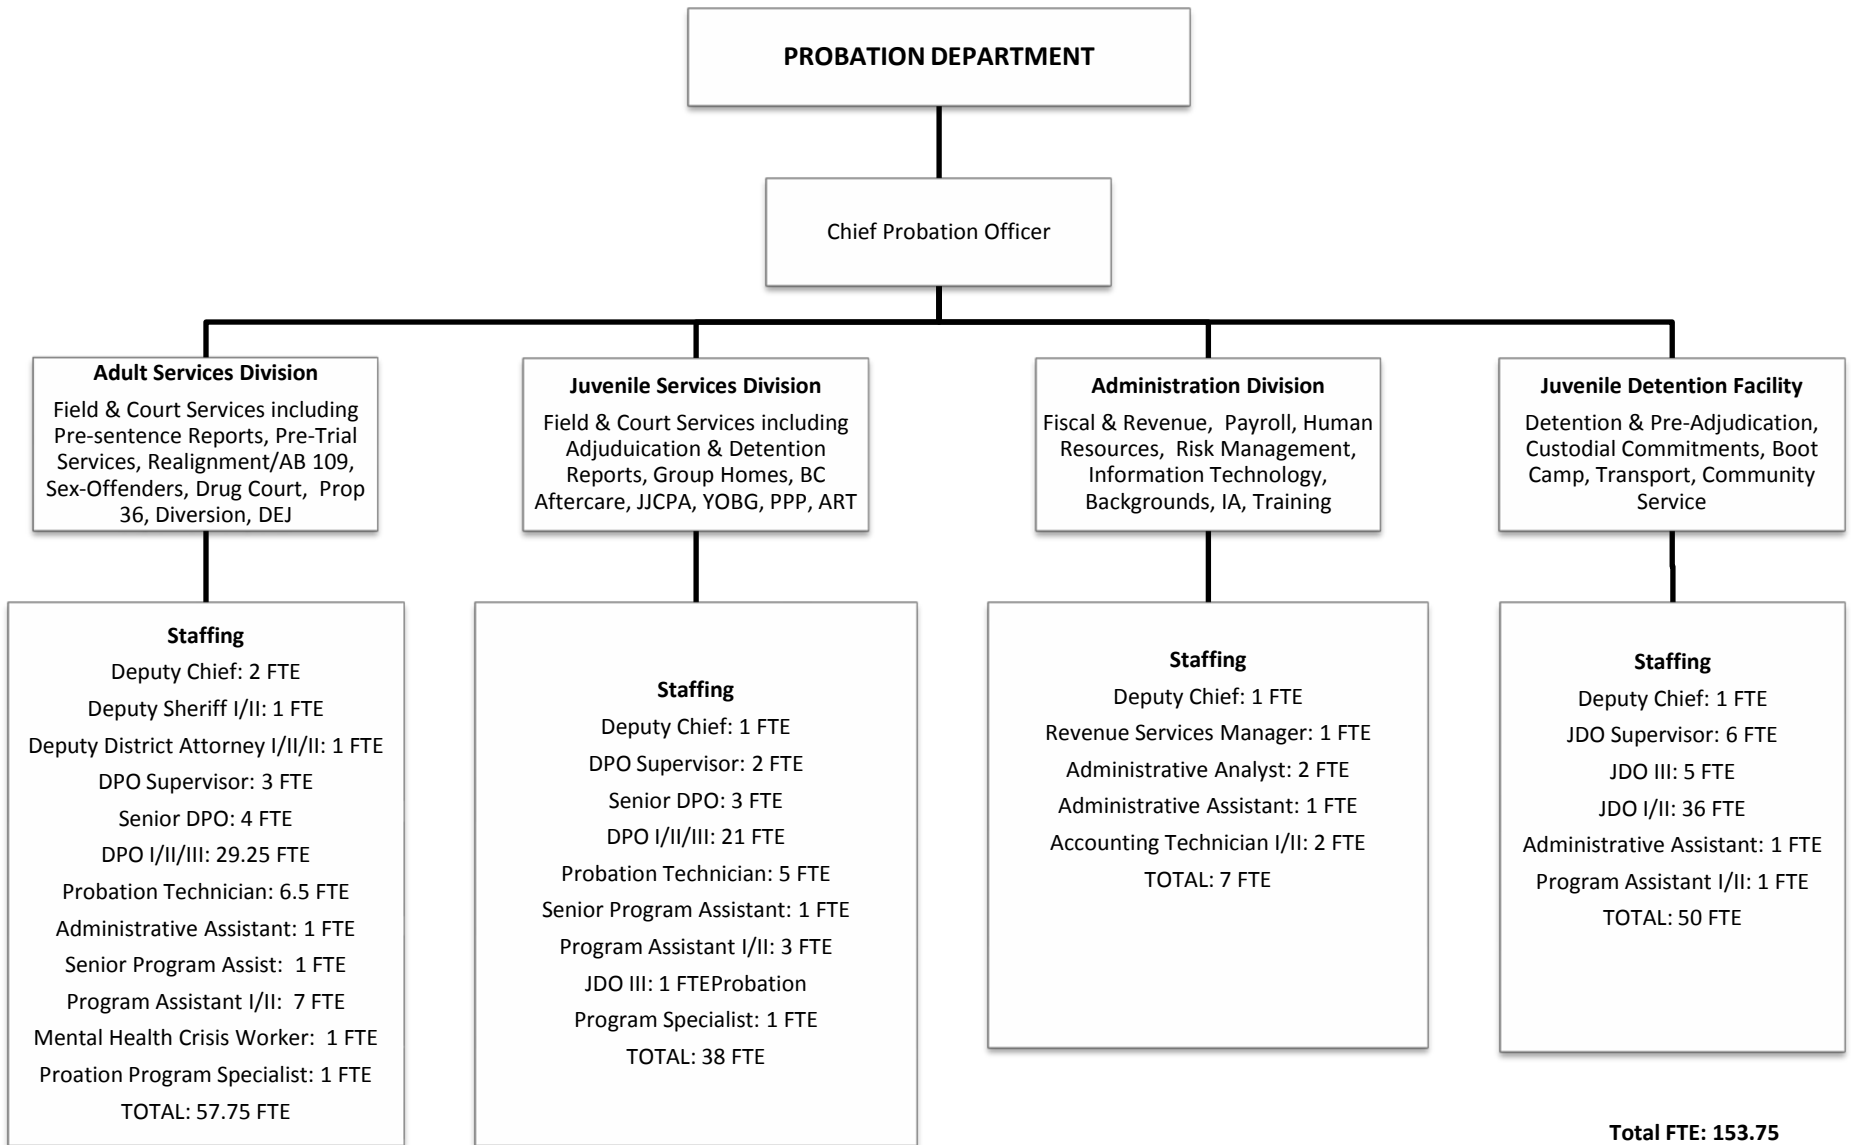 PROBATION DEPARTMENT
Chief Probation Officer
Adult Services Division
Field & Court Services including
Pre-sentence Reports, Pre-Trial
Services, Realignment/AB 109,
Sex-Offenders, Drug Court, Prop
36, Diversion, DEJ
Juvenile Services Division
Field & Court Services including
Adjuduication & Detention
Reports, Group Homes, BC
Aftercare, JJCPA, YOBG, PPP, ART
Administration Division
Fiscal & Revenue, Payroll, Human
Resources, Risk Management,
Information Technology,
Backgrounds, IA, Training
Juvenile Detention Facility
Detention & Pre-Adjudication,
Custodial Commitments, Boot
Camp, Transport, Community
Service
Staffing
Deputy Chief: 2 FTE
Deputy Sheriff I/II: 1 FTE
Deputy District Attorney I/II/II: 1 FTE
DPO Supervisor: 3 FTE
Senior DPO: 4 FTE
DPO I/II/III: 29.25 FTE
Probation Technician: 6.5 FTE
Administrative Assistant: 1 FTE
Senior Program Assist: 1 FTE
Program Assistant I/II: 7 FTE
Mental Health Crisis Worker: 1 FTE
Proation Program Specialist: 1 FTE
TOTAL: 57.75 FTE
Staffing
Deputy Chief: 1 FTE
DPO Supervisor: 2 FTE
Senior DPO: 3 FTE
DPO I/II/III: 21 FTE
Probation Technician: 5 FTE
Senior Program Assistant: 1 FTE
Program Assistant I/II: 3 FTE
JDO III: 1 FTEProbation
Program Specialist: 1 FTE
TOTAL: 38 FTE
Staffing
Deputy Chief: 1 FTE
Revenue Services Manager: 1 FTE
Administrative Analyst: 2 FTE
Administrative Assistant: 1 FTE
Accounting Technician I/II: 2 FTE
TOTAL: 7 FTE
Staffing
Deputy Chief: 1 FTE
JDO Supervisor: 6 FTE
JDO III: 5 FTE
JDO I/II: 36 FTE
Administrative Assistant: 1 FTE
Program Assistant I/II: 1 FTE
TOTAL: 50 FTE
Total FTE: 153.75